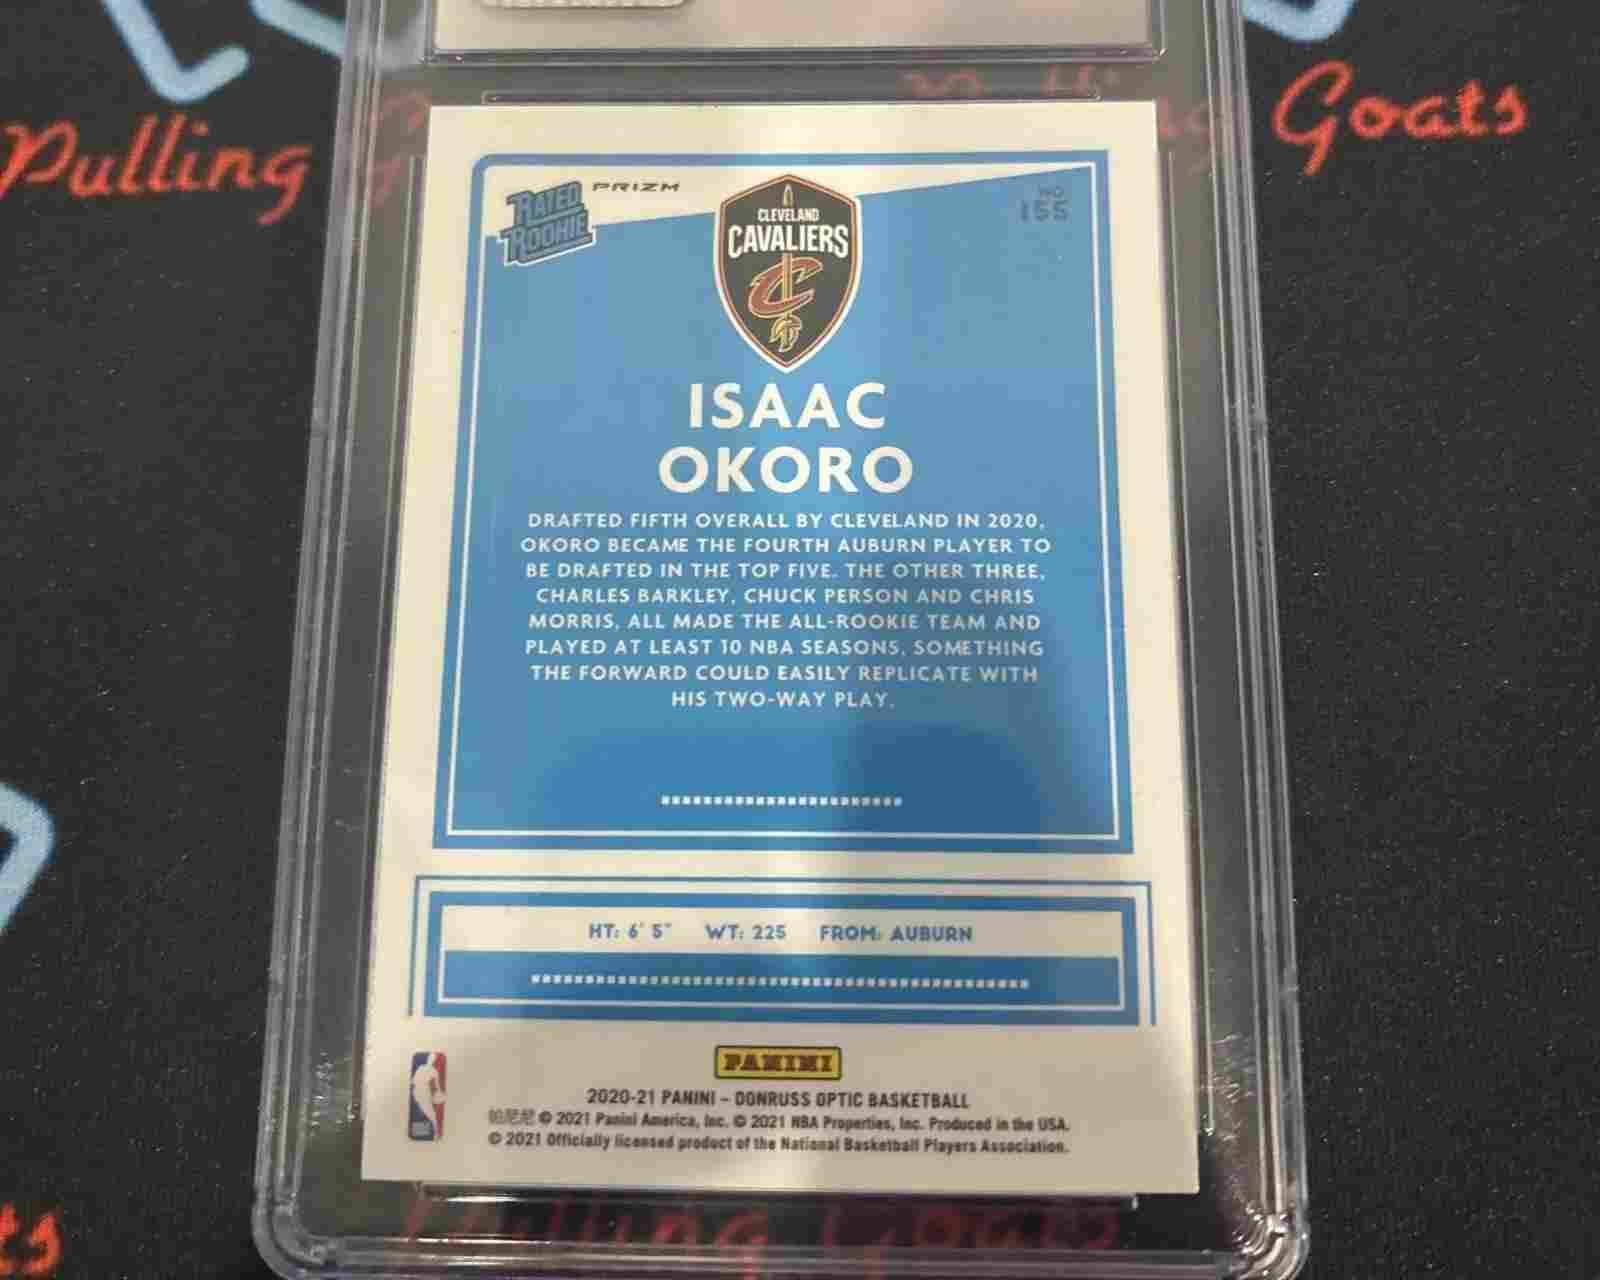 Pulling
Goats
RATED
ROOKIE
PRIZM
CLEVELAND
CAVALIERS
C
NO.
155
ISAAC
OKORO
DRAFTED FIFTH OVERALL BY CLEVELAND IN 2020,
OKORO BECAME THE FOURTH AUBURN PLAYER TO
BE DRAFTED IN THE TOP FIVE. THE OTHER THREE,
CHARLES BARKLEY, CHUCK PERSON AND CHRIS
MORRIS, ALL MADE THE ALL-ROOKIE TEAM AND
PLAYED AT LEAST 10 NBA SEASONS, SOMETHING
THE FORWARD COULD EASILY REPLICATE WITH
HIS TWO-WAY PLAY.
HT: 6' 5" WT: 225 FROM: AUBURN
PANINI
2020-21 PANINI – DONRUSS OPTIC BASKETBALL
帕尼尼 © 2021 Panini America, Inc. © 2021 NBA Properties, Inc. Produced in the USA.
© 2021 Officially licensed product of the National Basketball Players Association.
Pulling Goats
ts